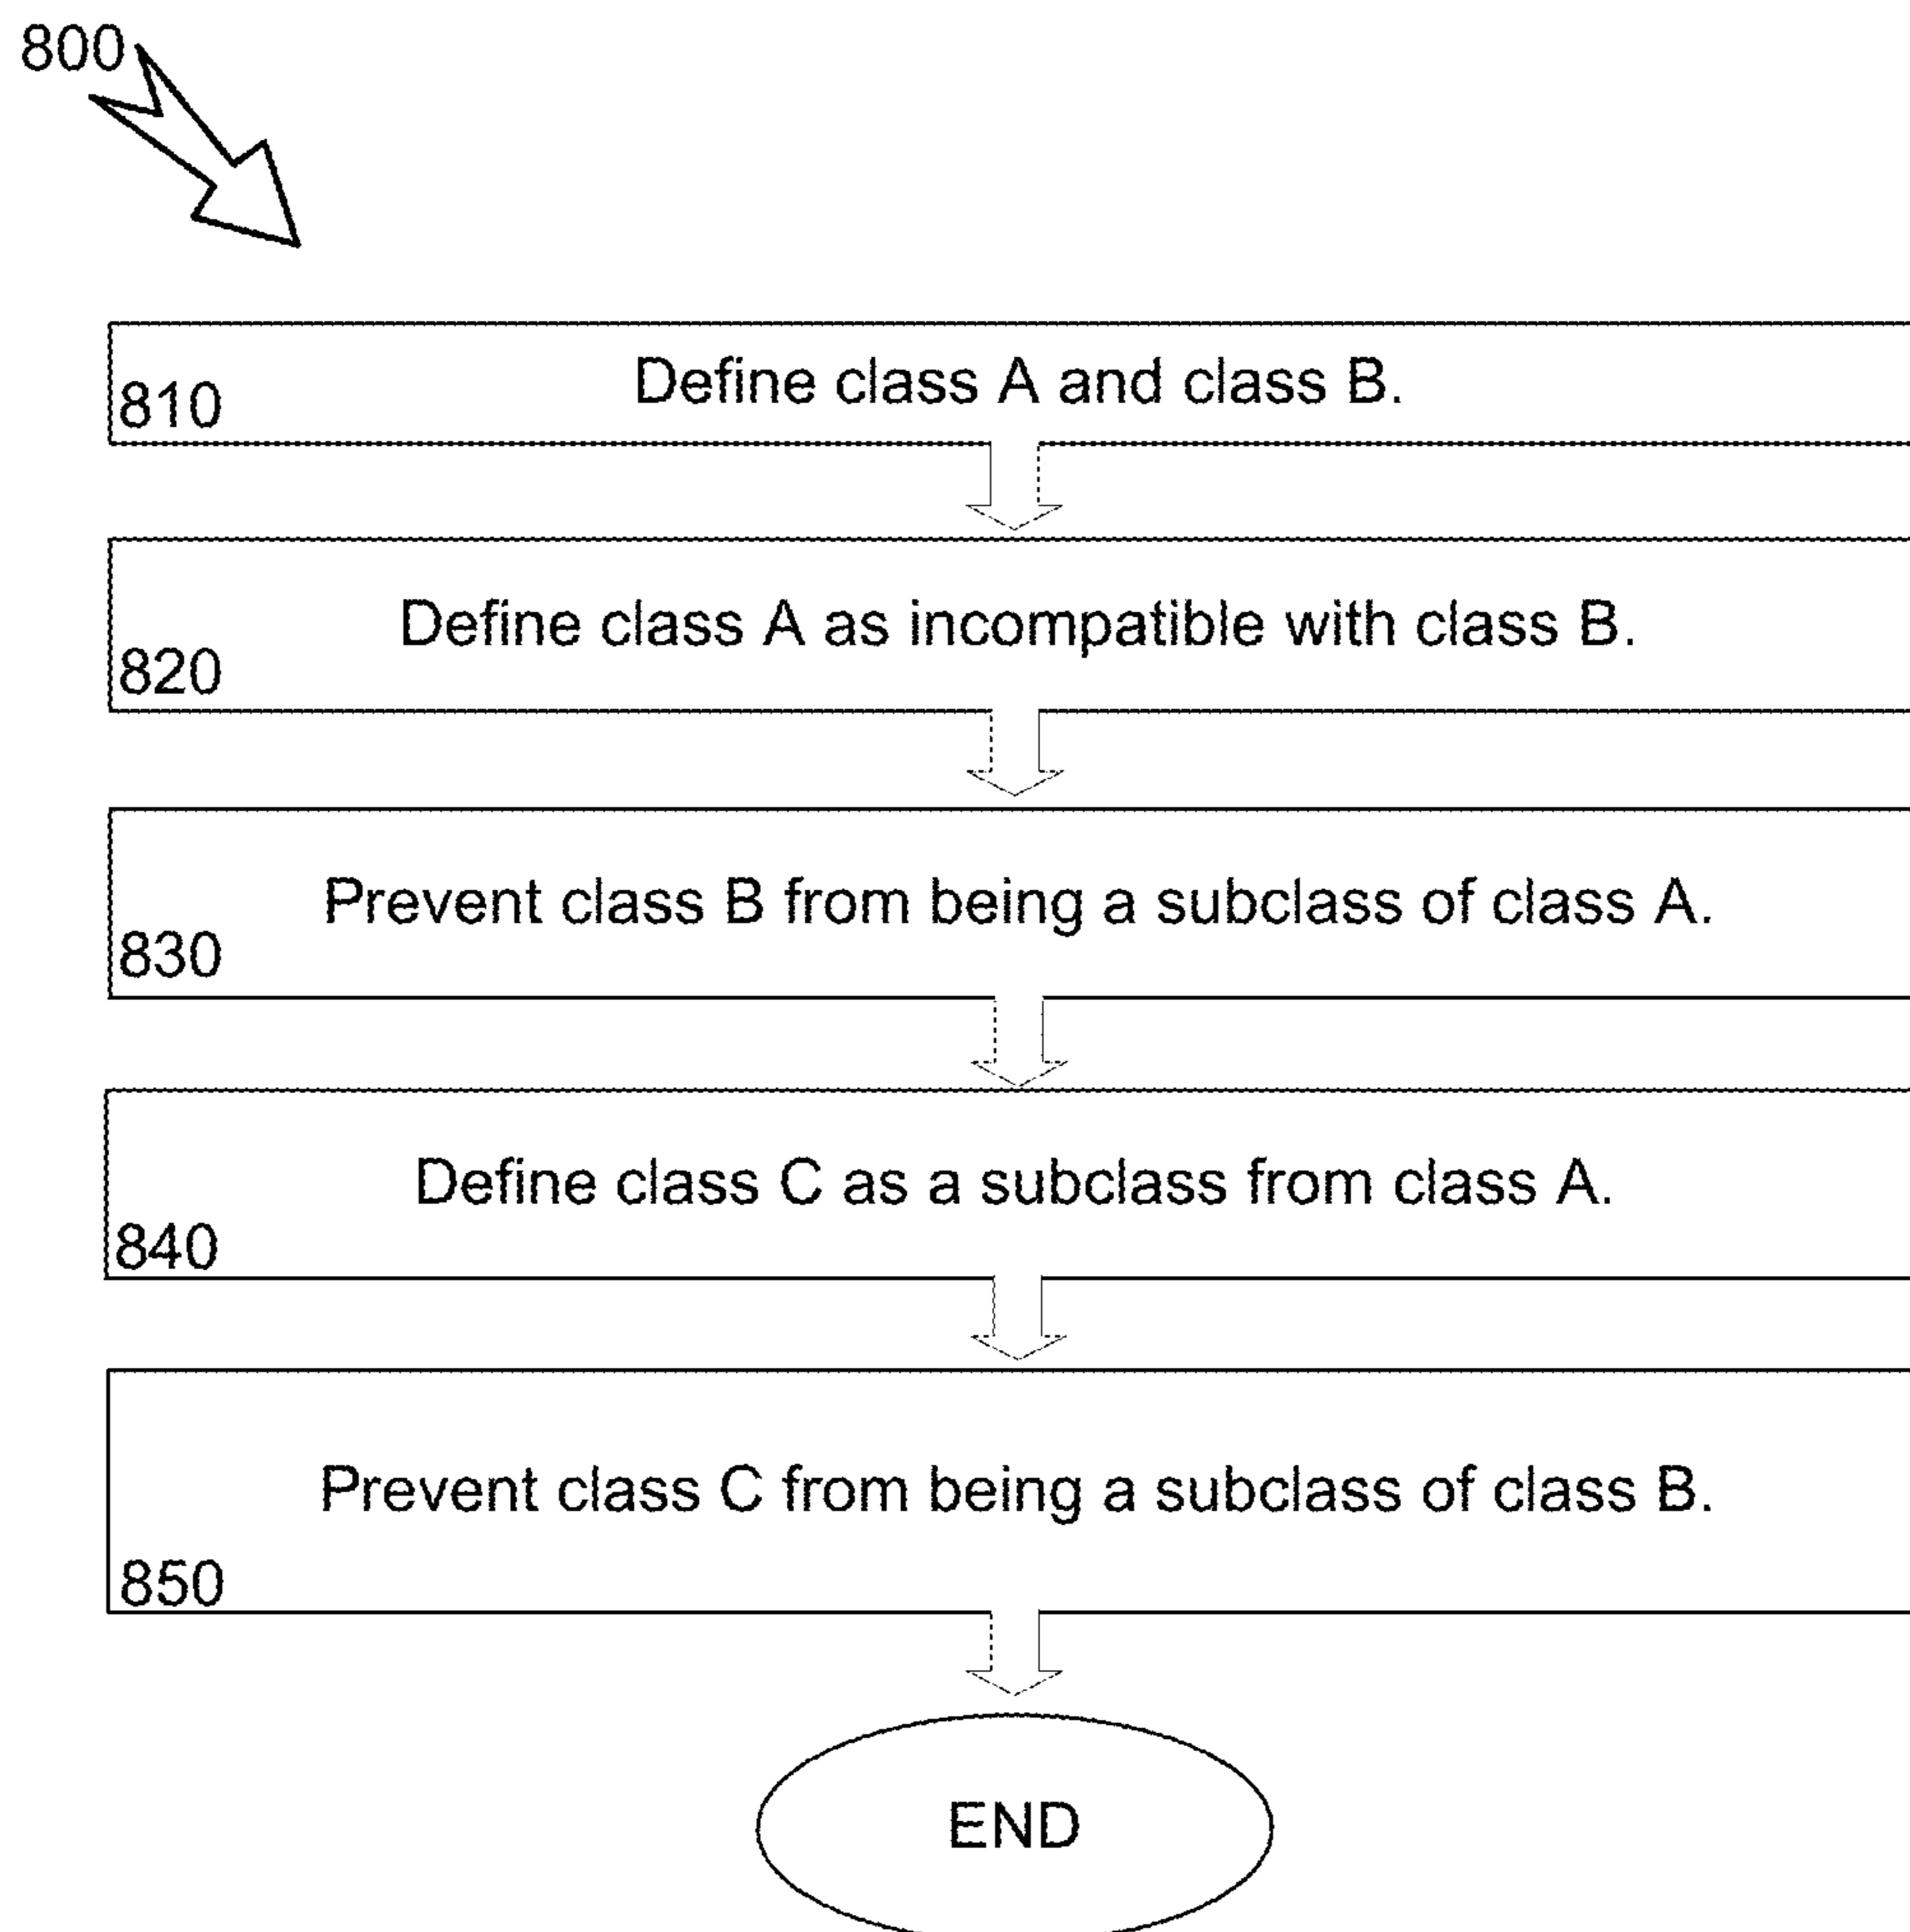 800
Define class A and class B.
810
Define class A as incompatible with class B.
820
Prevent class B from being a subclass of class A.
830
Define class C as a subclass from class A.
840
Prevent class C from being a subclass of class B.
850
END